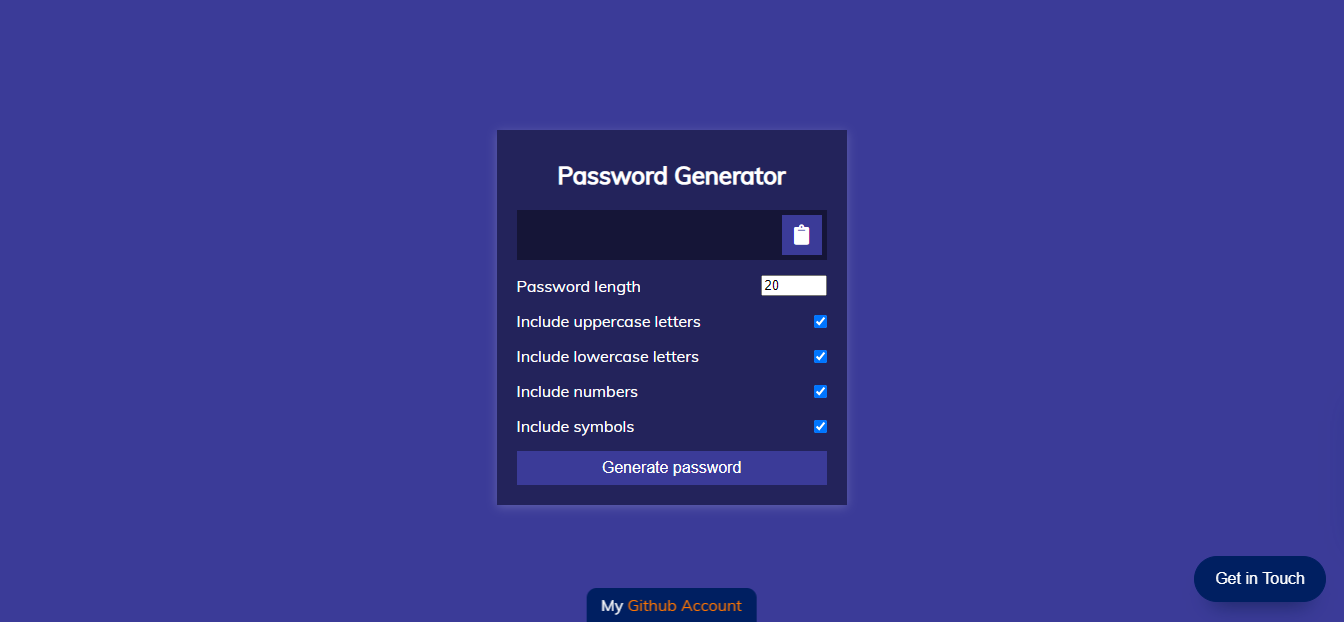 Password Generator
Password length 20
Include uppercase letters
Include lowercase letters
Include numbers
Include symbols
Generate password
Get in Touch
My Github Account